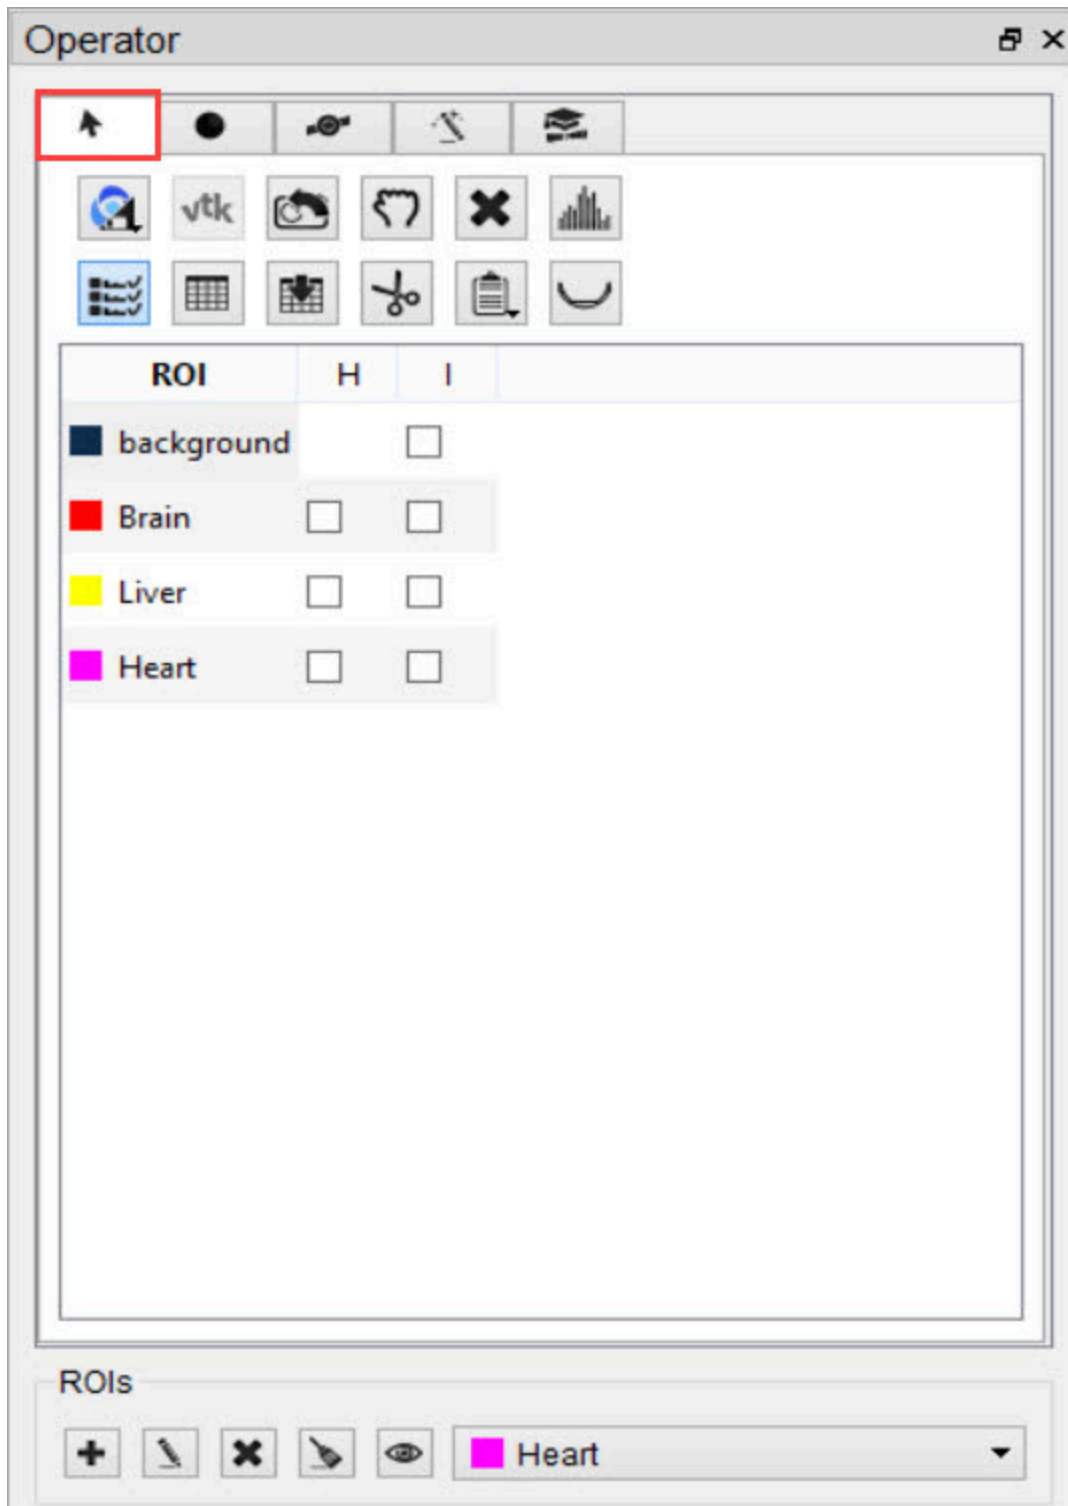 Operator
vtk
ROI H I
background
Brain
Liver
Heart
ROIs
Heart